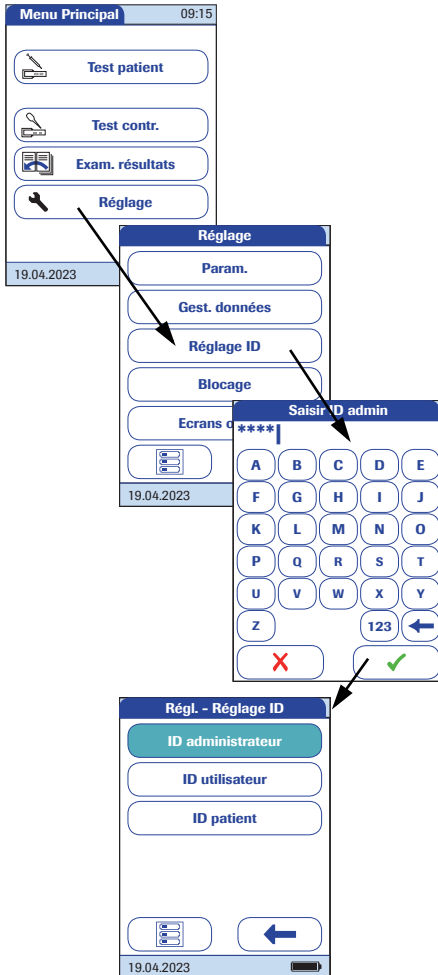 Menu Principal 09:15
Test patient
Test contr.
Exam. résultats
Réglage
19.04.2023
Réglage
Param.
Gest. données
Réglage ID
Blocage
Ecrans o
19.04.2023
Saisir ID admin
****
A B C D E
F G H I J
K L M N O
P Q R S T
U V W X Y
Z 123
Régl. - Réglage ID
ID administrateur
ID utilisateur
ID patient
19.04.2023